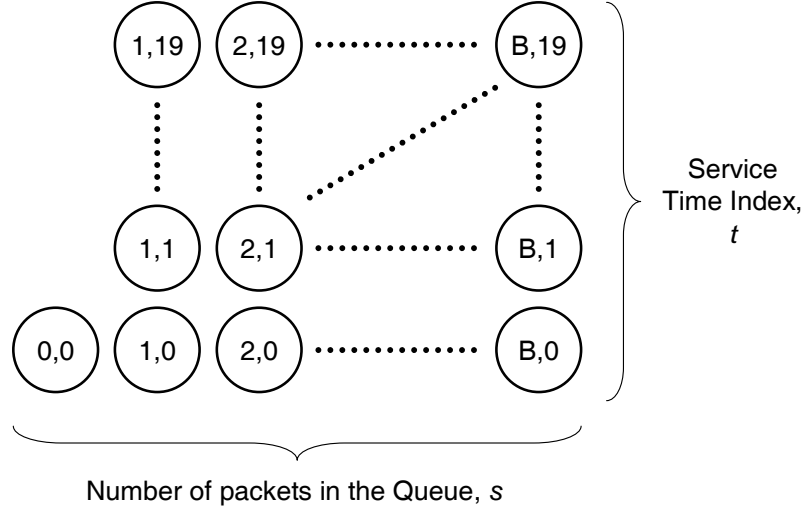 1,19 2,19 B,19
Service
Time Index,
t
1,1 2,1 B,1
0,0 1,0 2,0 B,0
Number of packets in the Queue, s